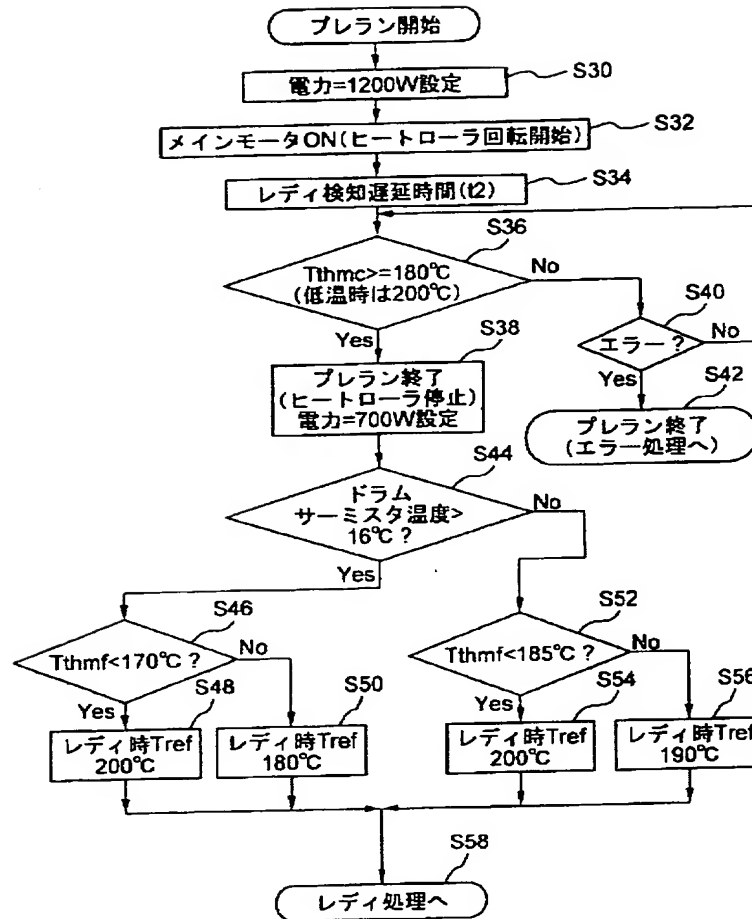 プレラン開始
S30
電力=1200W設定
S32
メインモータON(ヒートローラ回転開始)
S34
レディ検知遅延時間(t2)
S36
Tthmc>=180℃
(低温時は200℃)
No
Yes
S40
エラー?
No
Yes
S38
プレラン終了
(ヒートローラ停止)
電力=700W設定
S42
プレラン終了
(エラー処理へ)
S44
ドラム
サーミスタ温度>
16℃?
No
Yes
S46
Tthmf<170℃?
No
Yes
S52
Tthmf<185℃?
No
Yes
S48
レディ時Tref
200℃
S50
レディ時Tref
180℃
S54
レディ時Tref
200℃
S56
レディ時Tref
190℃
S58
レディ処理へ